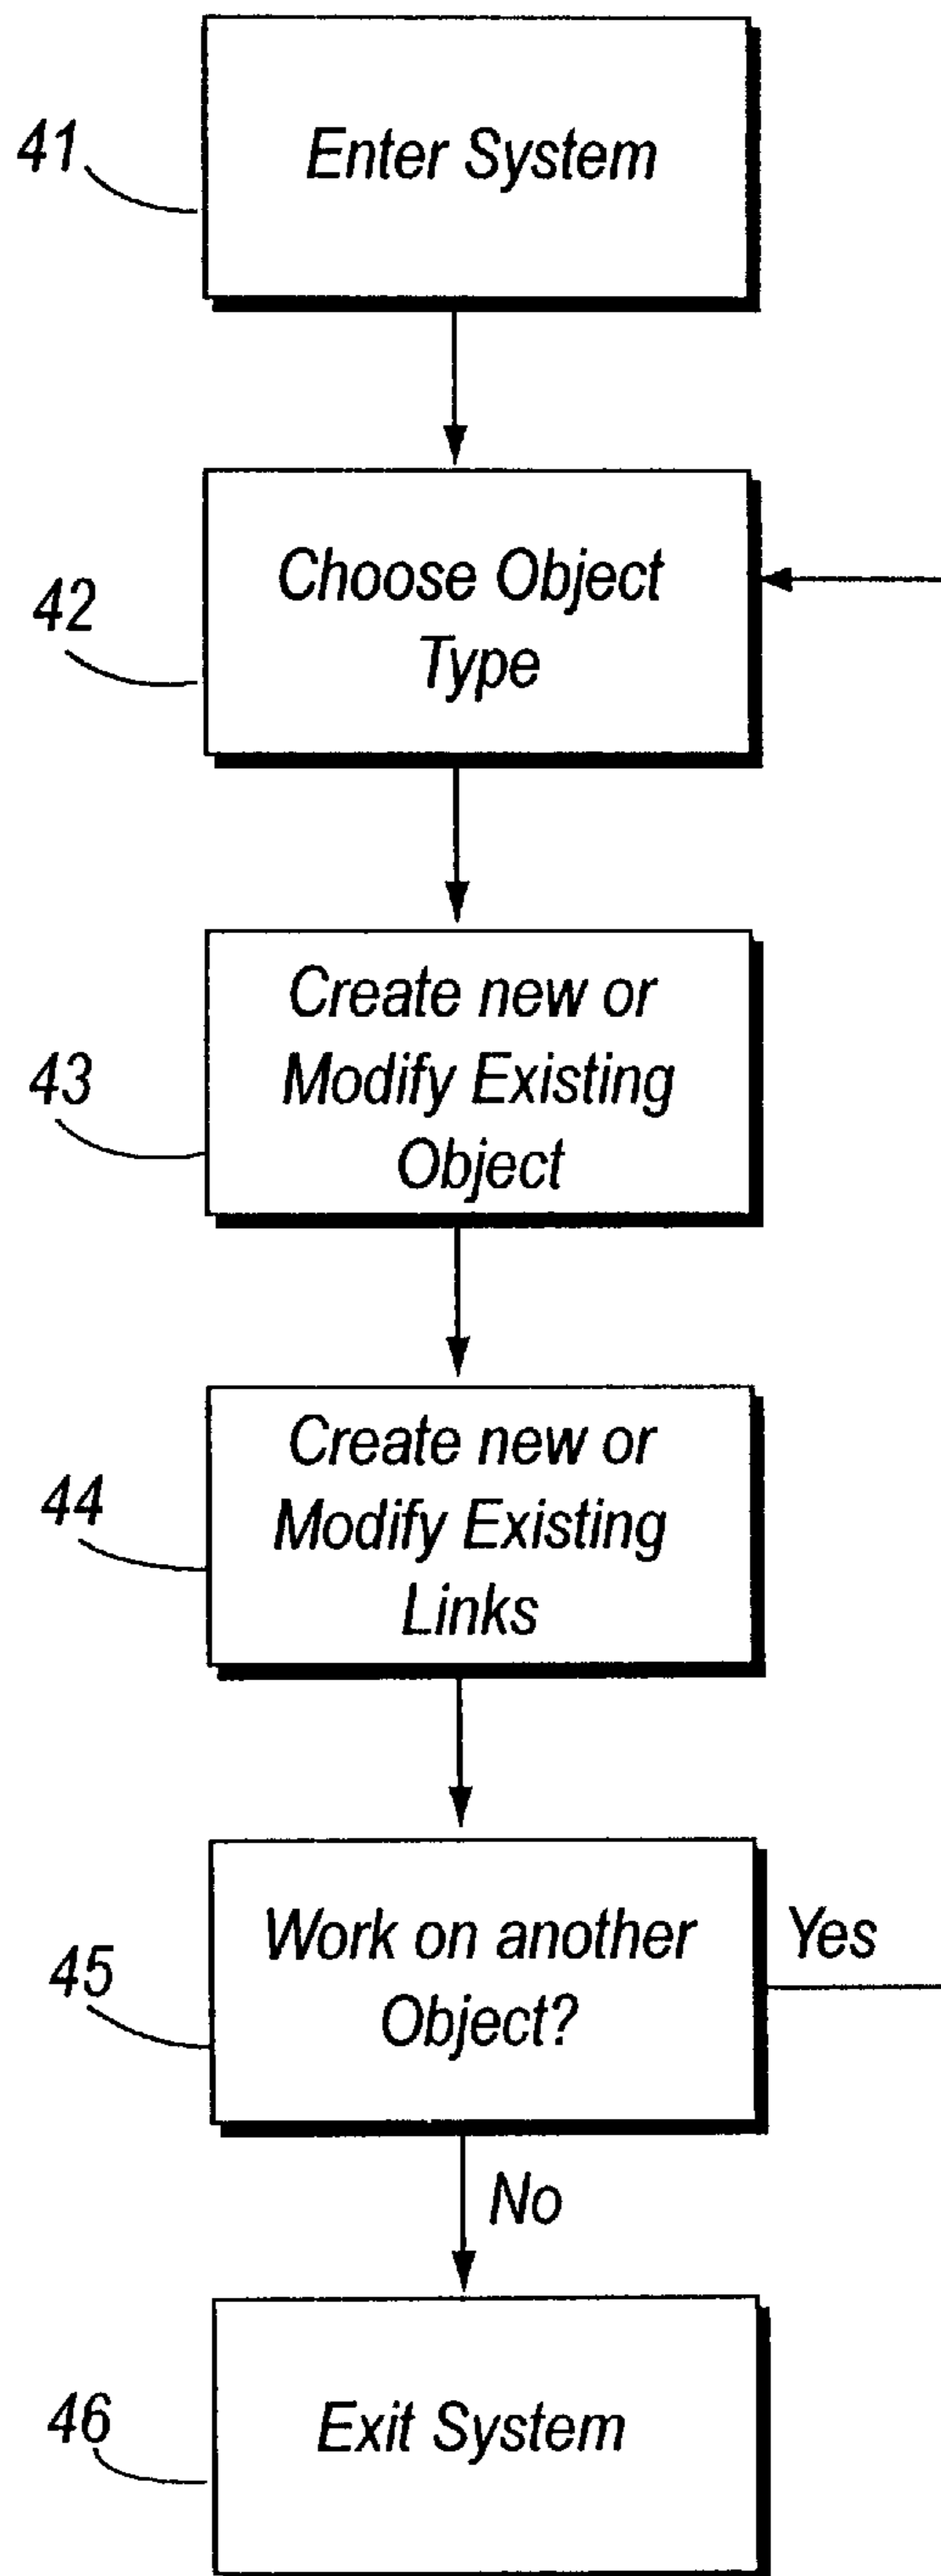 41
Enter System
42
Choose Object
Type
43
Create new or
Modify Existing
Object
44
Create new or
Modify Existing
Links
45
Work on another
Object?
Yes
No
46
Exit System